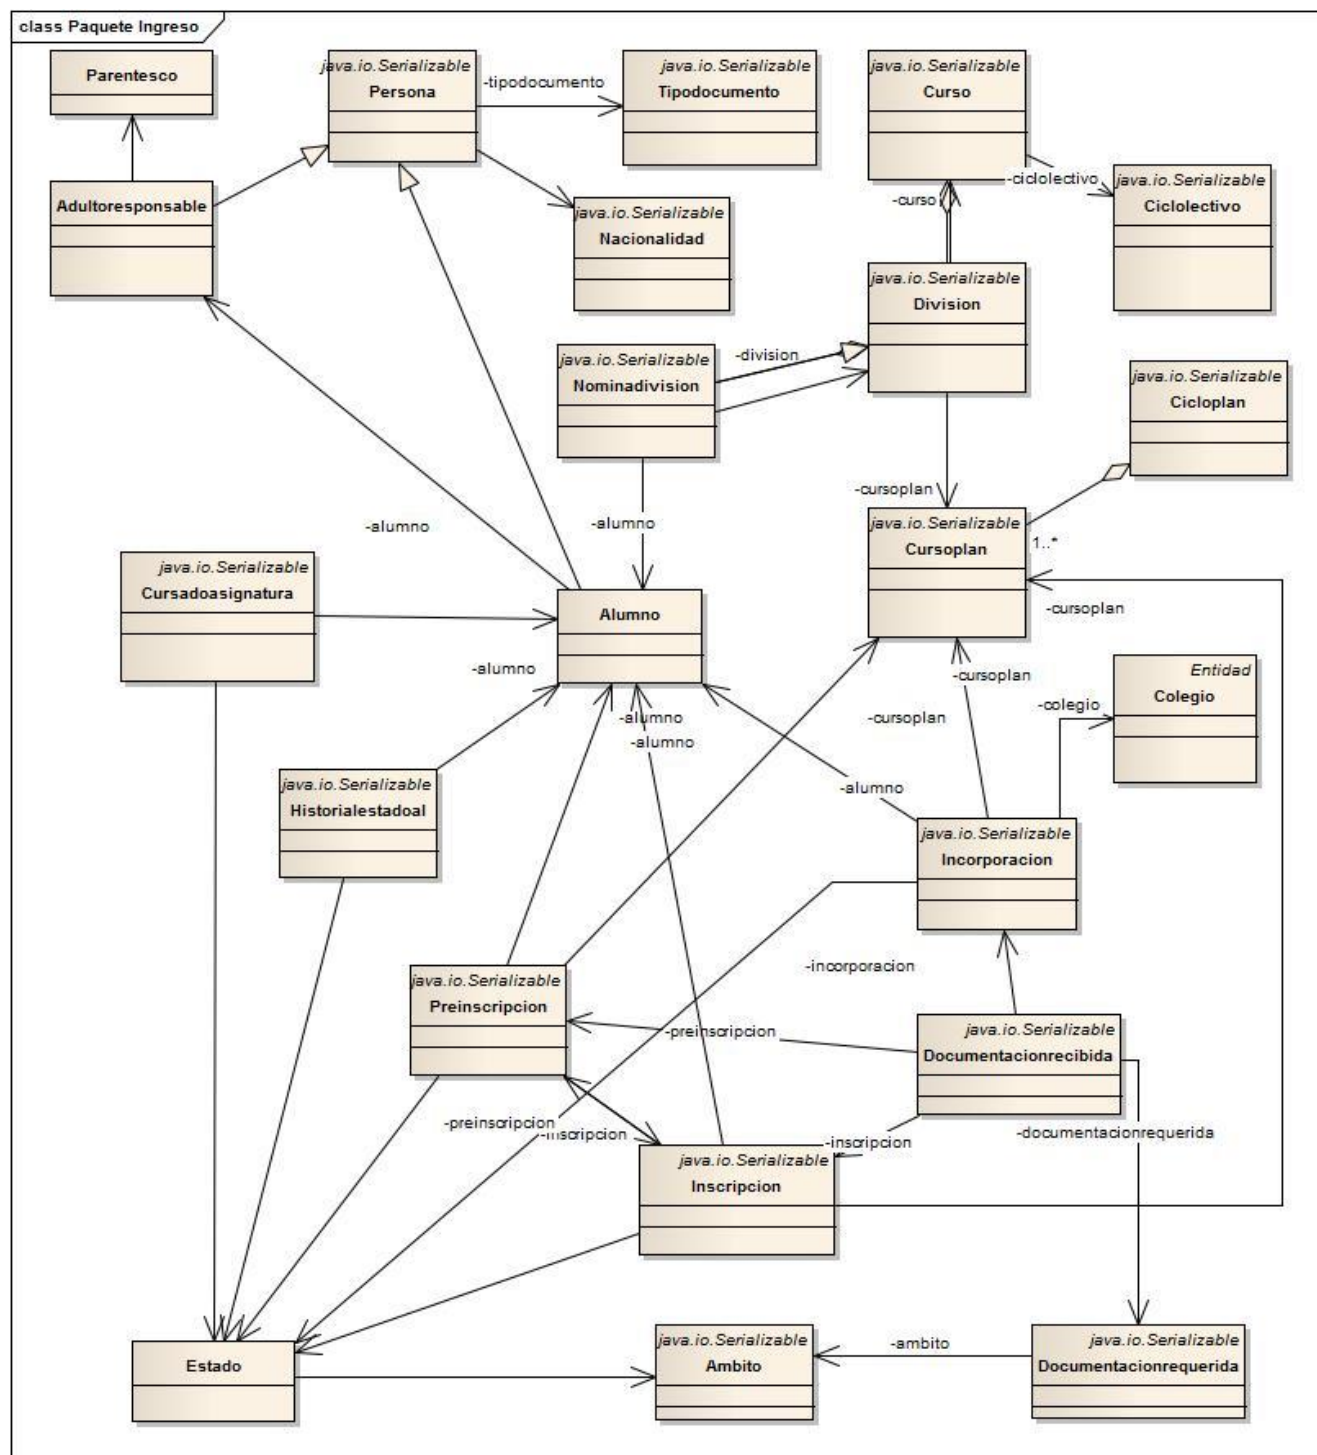 class Paquete Ingreso
Parentesco
java.io.Serializable
Persona
-tipodocumento
java.io.Serializable
Tipodocumento
java.io.Serializable
Curso
-ciclolectivo
java.io.Serializable
Ciclolectivo
Adultoresponsable
java.io.Serializable
Nacionalidad
-curso
java.io.Serializable
Division
java.io.Serializable
Nominadivision
-division
java.io.Serializable
Cicloplan
-cursoplan
-alumno
-alumno
java.io.Serializable
Cursoplan
1..*
java.io.Serializable
Cursadoasignatura
Alumno
-cursoplan
-alumno
-cursoplan
Entidad
Colegio
-colegio
-alumno
-alumno
-cursoplan
java.io.Serializable
Historialestadoal
-alumno
java.io.Serializable
Incorporacion
-incorporacion
java.io.Serializable
Preinscripcion
-preinscripcion
java.io.Serializable
Documentacionrecibida
-preinscripcion
-inscripcion
-inscripcion
-documentacionrequerida
java.io.Serializable
Inscripcion
Estado
java.io.Serializable
Ambito
-ambito
java.io.Serializable
Documentacionrequerida